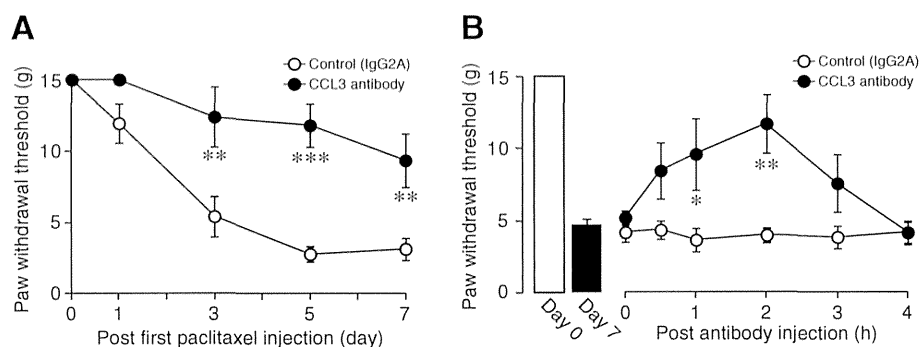 A
Control (IgG2A)
CCL3 antibody
Paw withdrawal threshold (g)
15
10
5
0
**
***
**
0 1 3 5 7
Post first paclitaxel injection (day)
B
Control (IgG2A)
CCL3 antibody
Paw withdrawal threshold (g)
15
10
5
0
*
**
Day 0
Day 7
0 1 2 3 4
Post antibody injection (h)